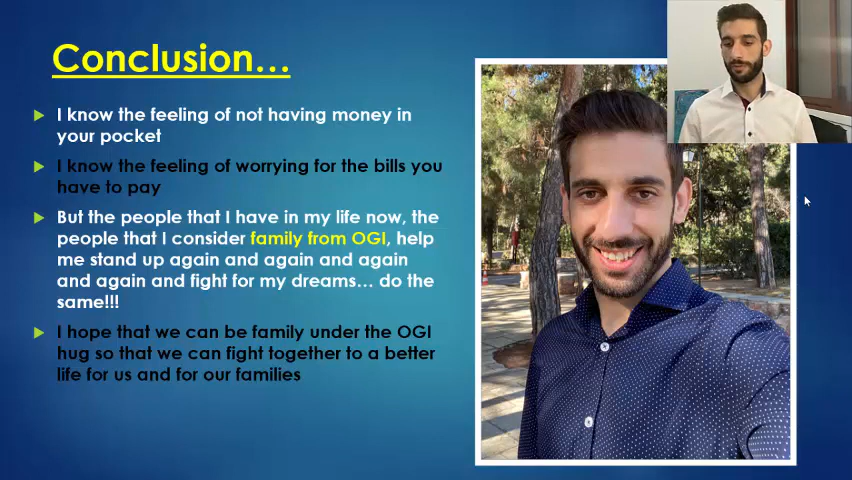 Conclusion...
I know the feeling of not having money in
your pocket
I know the feeling of worrying for the bills you
have to pay
But the people that I have in my life now, the
people that I consider family from OGI, help
me stand up again and again and again
and again and fight for my dreams... do the
same!!!
I hope that we can be family under the OGI
hug so that we can fight together to a better
life for us and for our families